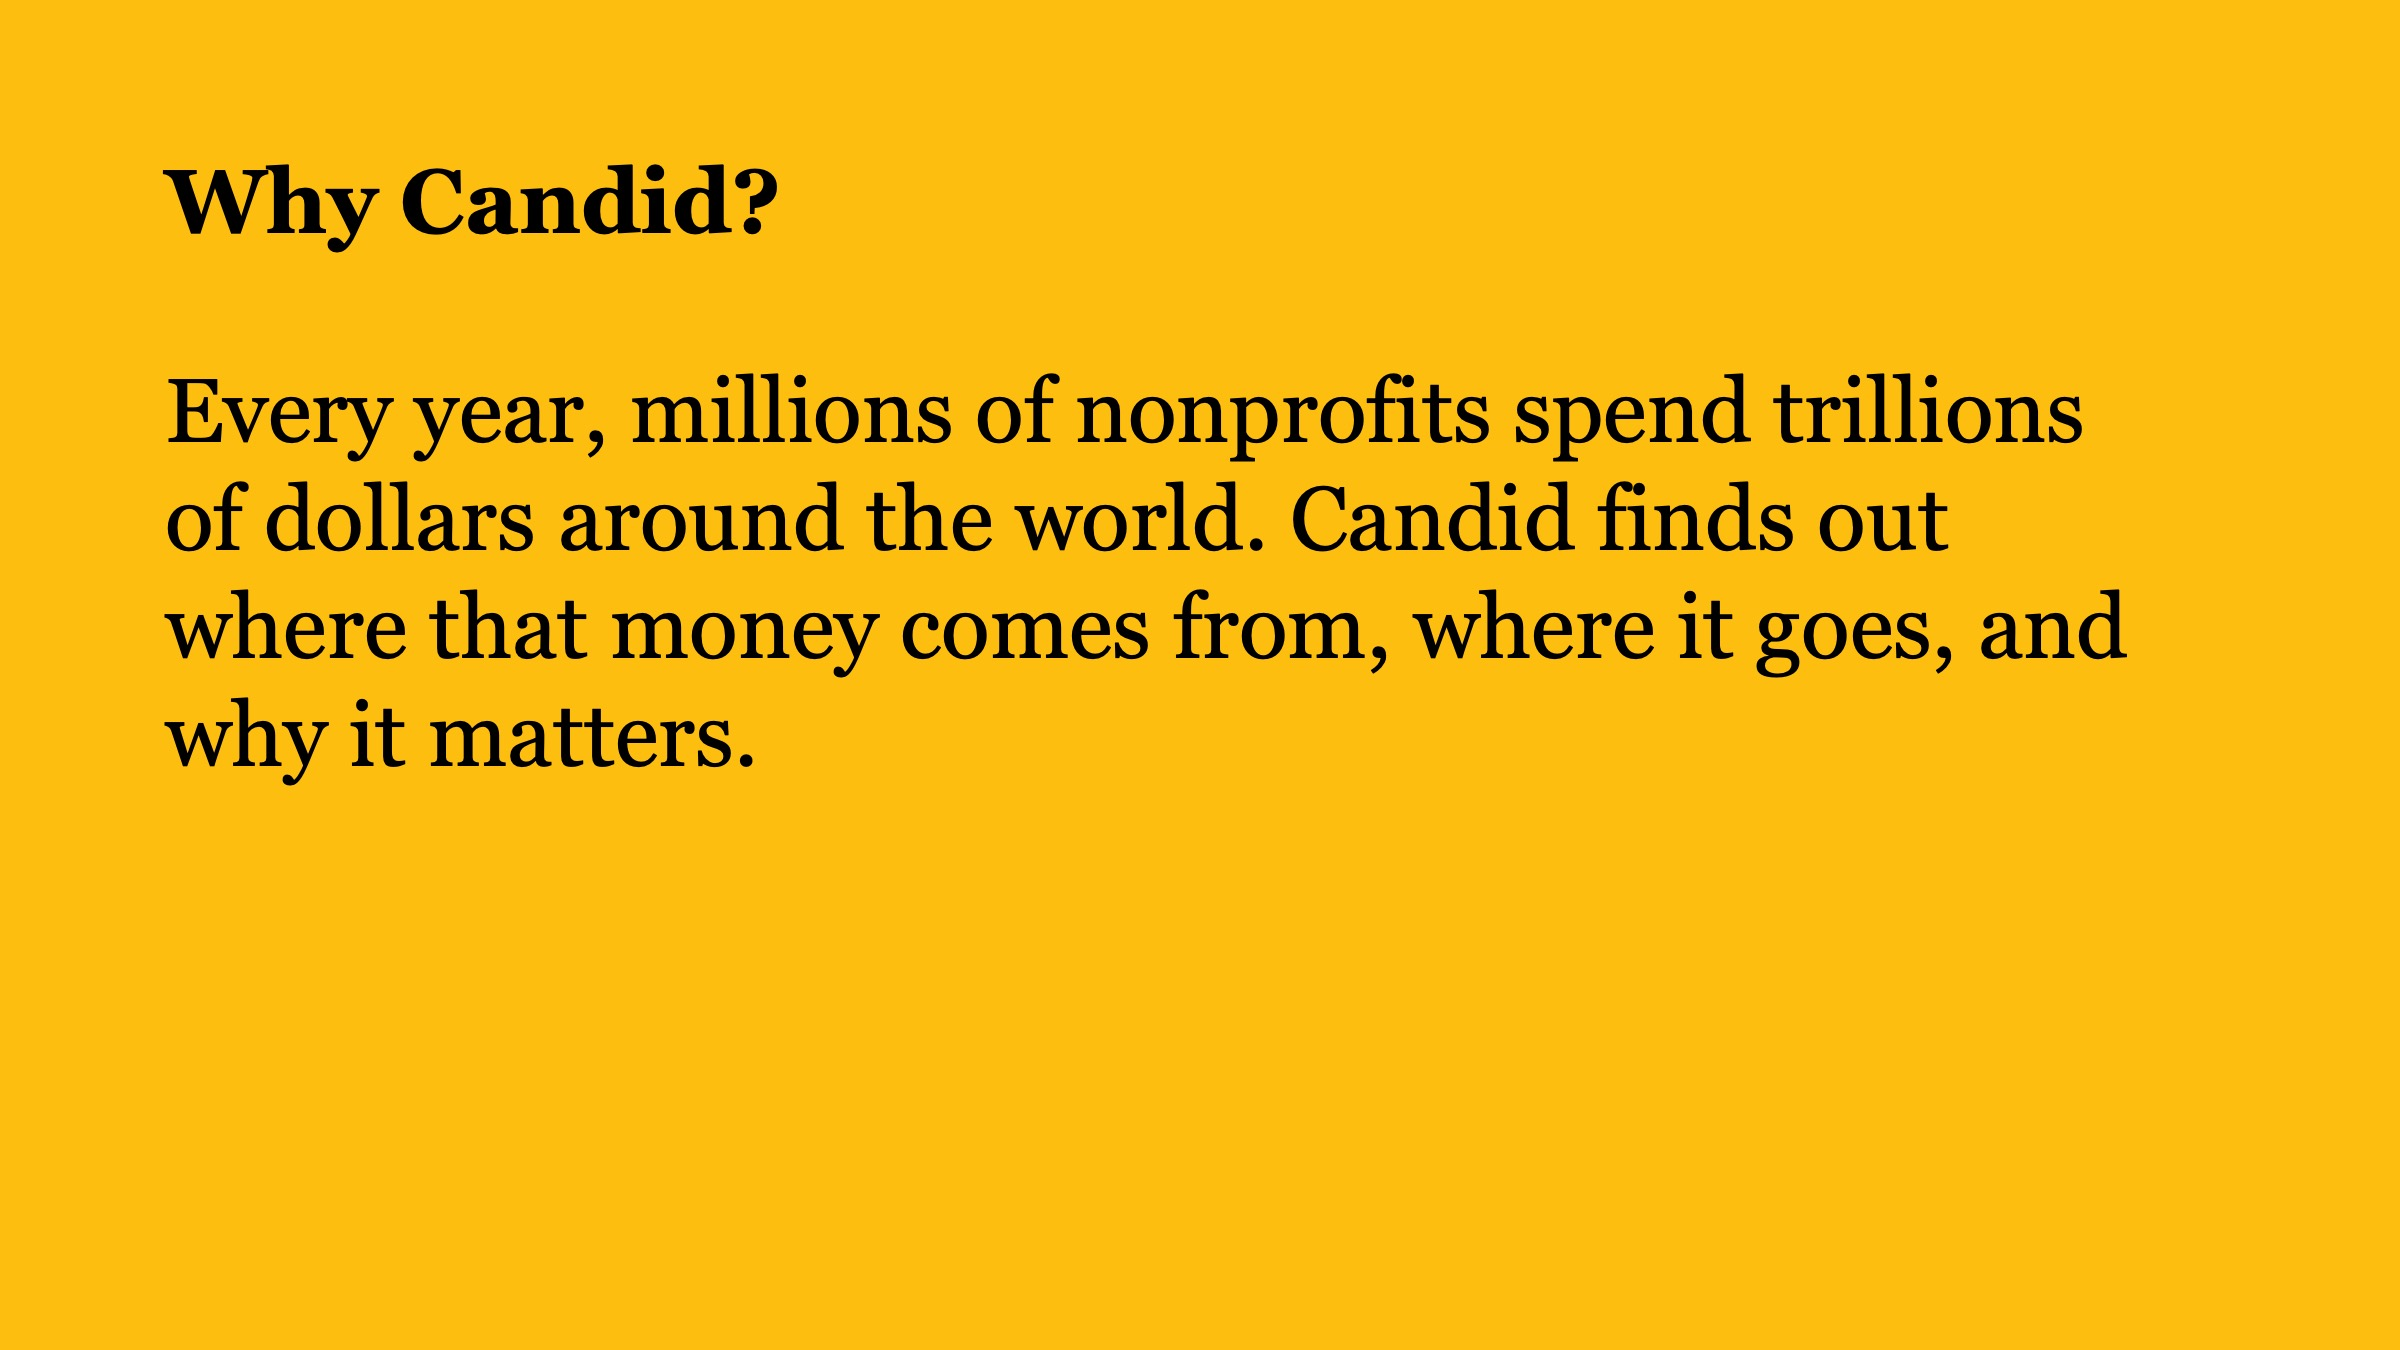 Why Candid?
Every year, millions of nonprofits spend trillions
of dollars around the world. Candid finds out
where that money comes from, where it goes, and
why it matters.